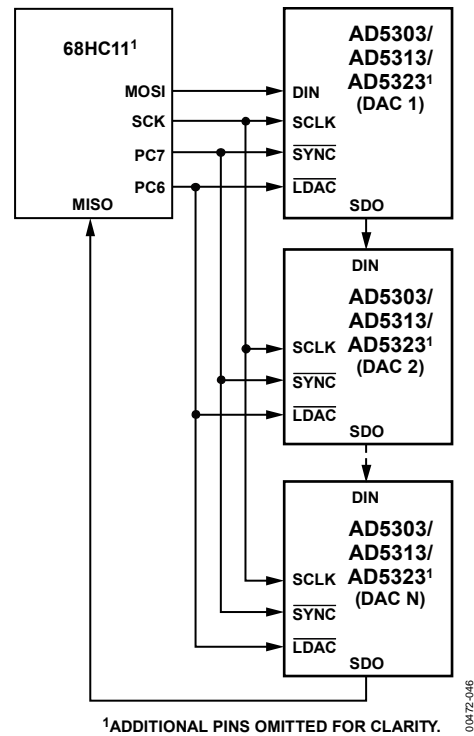 68HC11¹
MOSI
SCK
PC7
PC6
MISO
AD5303/
AD5313/
AD5323¹
(DAC 1)
DIN
SCLK
SYNC
LDAC
SDO
DIN
AD5303/
AD5313/
AD5323¹
(DAC 2)
SCLK
SYNC
LDAC
SDO
DIN
AD5303/
AD5313/
AD5323¹
(DAC N)
SCLK
SYNC
LDAC
SDO
¹ADDITIONAL PINS OMITTED FOR CLARITY.
00472-046